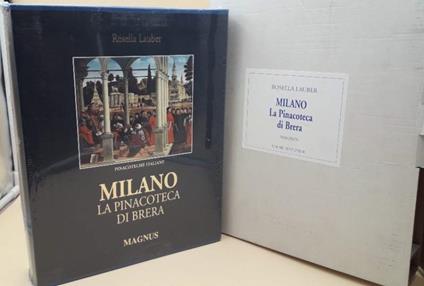 Rosella Lauber
PINACOTECHE ITALIANE
MILANO
LA PINACOTECA
DI BRERA
MAGNUS
ROSELLA LAUBER
MILANO
La Pinacoteca
di Brera